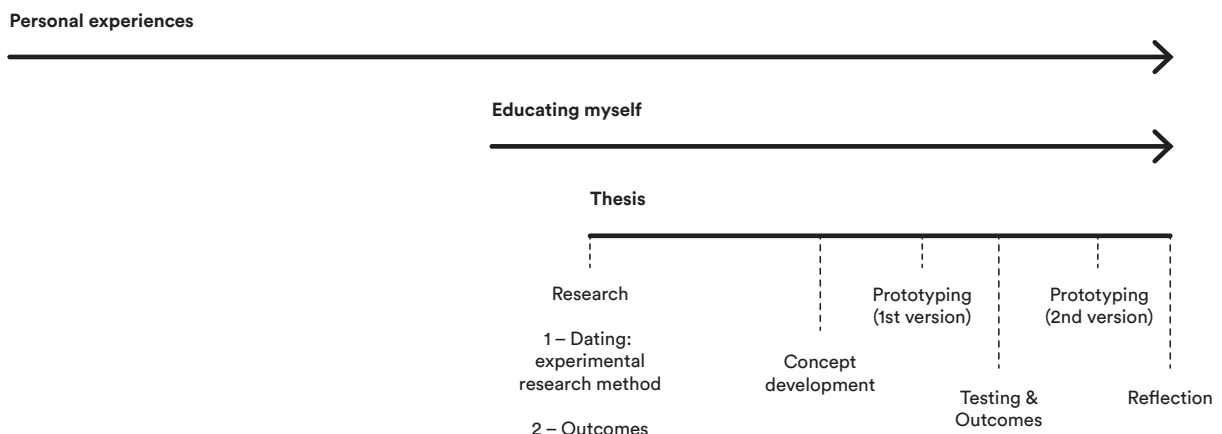 Personal experiences
Educating myself
Thesis
Research
1 – Dating:
experimental
research method
2 – Outcomes
Concept
development
Prototyping
(1st version)
Testing &
Outcomes
Prototyping
(2nd version)
Reflection